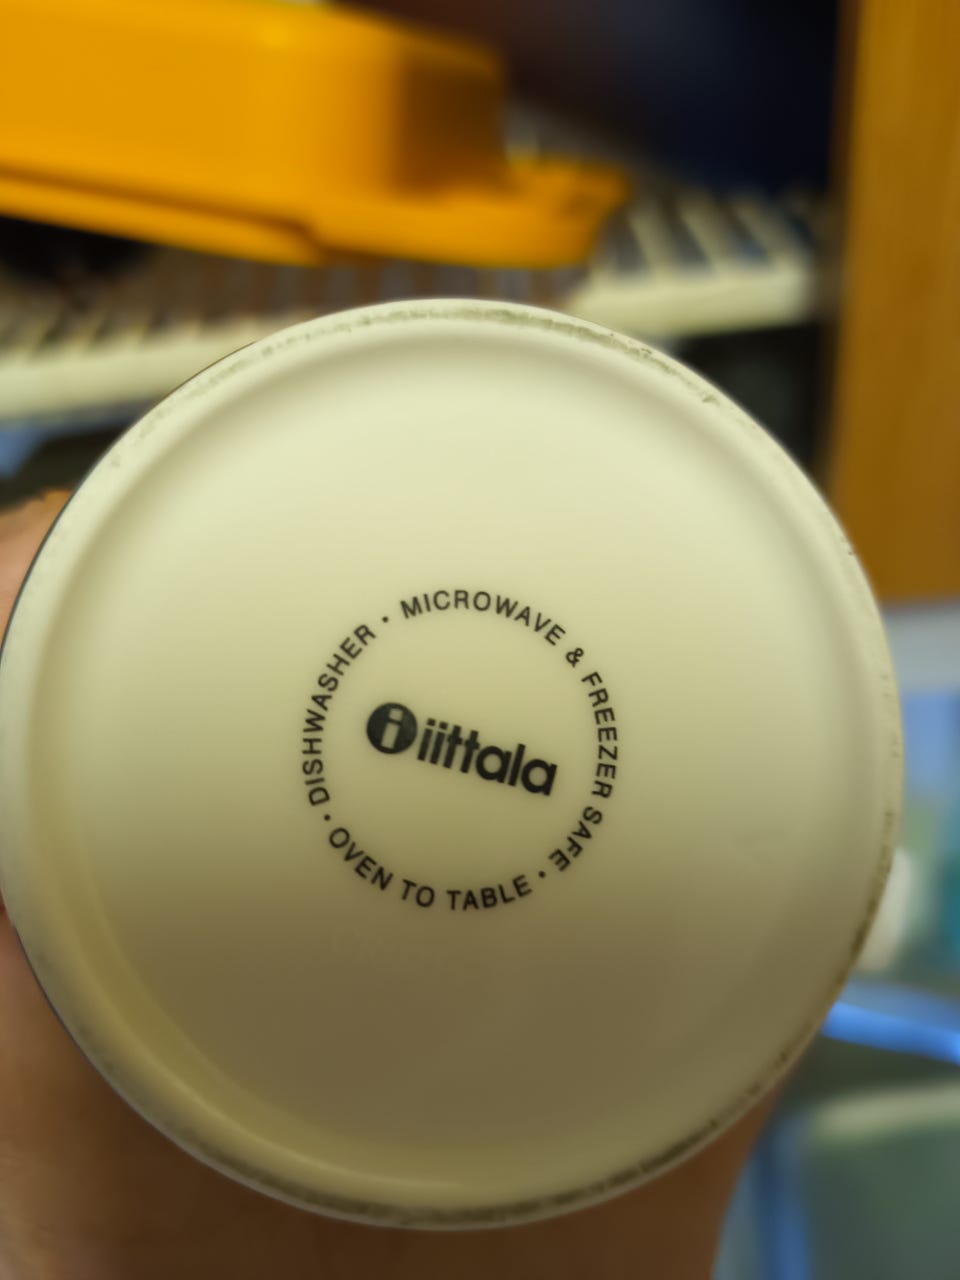 DISHWASHER • MICROWAVE & FREEZER SAFE • OVEN TO TABLE •
i iittala